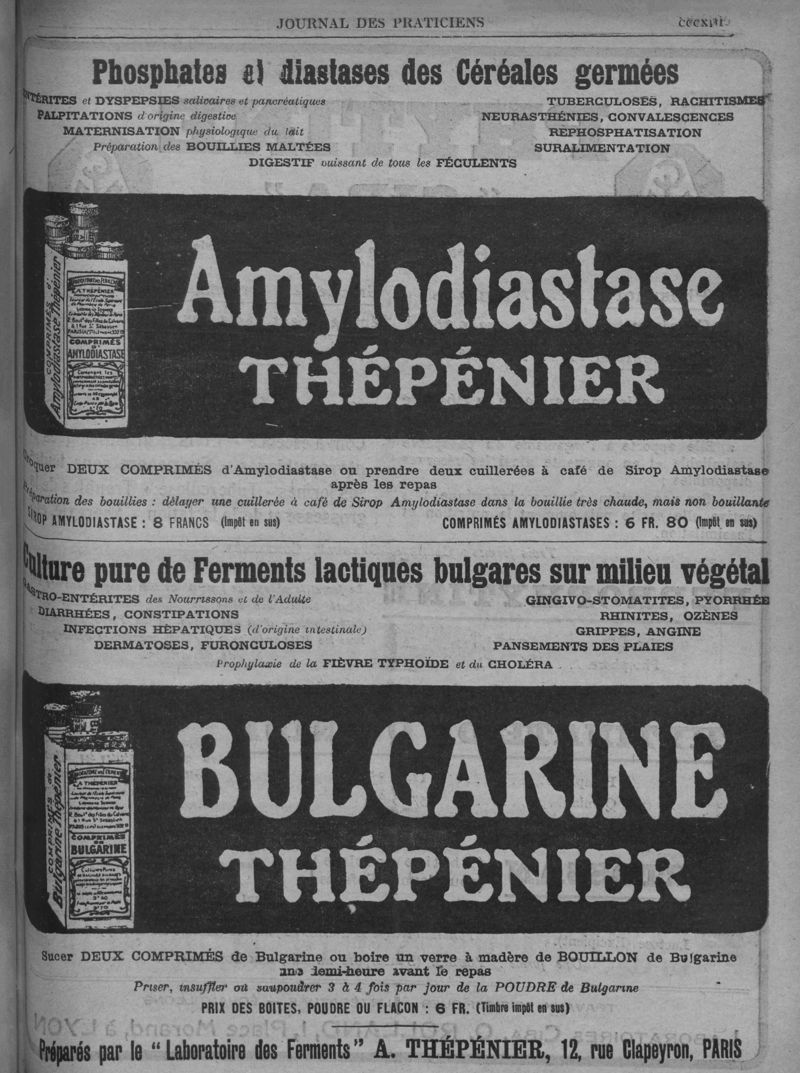 JOURNAL DES PRATICIENS
Phosphates et diastases des Céréales germées
ENTÉRITES et DYSPEPSIES salivaires et pancréatiques
TUBERCULOSES, RACHITISMES
PALPITATIONS d'origine digestive
NEURASTHÉNIES, CONVALESCENCES
MATERNISATION physiologique du lait
REPHOSPHATISATION
Préparation des BOUILLIES MALTÉES
SURALIMENTATION
DIGESTIF puissant de tous les FÉCULENTS
COMPRIMÉS D'
Amylodiastase Thépénier
COMPRIMÉS
AMYLODIASTASE
Amylodiastase
THÉPÉNIER
Croquer DEUX COMPRIMÉS d'Amylodiastase ou prendre deux cuillerées à café de Sirop Amylodiastase
après les repas
Préparation des bouillies : délayer une cuillerée à café de Sirop Amylodiastase dans la bouillie très chaude, mais non bouillante
SIROP AMYLODIASTASE : 8 FRANCS (Impôt en sus)
COMPRIMÉS AMYLODIASTASES : 6 FR. 80 (Impôt en sus)
Culture pure de Ferments lactiques bulgares sur milieu végétal
GASTRO-ENTÉRITES des Nourrissons et de l'Adulte
GINGIVO-STOMATITES, PYORRHÉE
DIARRHÉES, CONSTIPATIONS
RHINITES, OZÈNES
INFECTIONS HÉPATIQUES (d'origine intestinale)
GRIPPES, ANGINE
DERMATOSES, FURONCULOSES
PANSEMENTS DES PLAIES
Prophylaxie de la FIÈVRE TYPHOÏDE et du CHOLÉRA
COMPRIMÉS DE
Bulgarine Thépénier
COMPRIMÉS
BULGARINE
BULGARINE
THÉPÉNIER
Sucer DEUX COMPRIMÉS de Bulgarine ou boire un verre à madère de BOUILLON de Bulgarine
une demi-heure avant le repas
Priser, insuffler ou saupoudrer 3 à 4 fois par jour de la POUDRE de Bulgarine
PRIX DES BOITES, POUDRE OU FLACON : 6 FR. (Timbre impôt en sus)
Préparés par le "Laboratoire des Ferments" A. THÉPÉNIER, 12, rue Clapeyron, PARIS